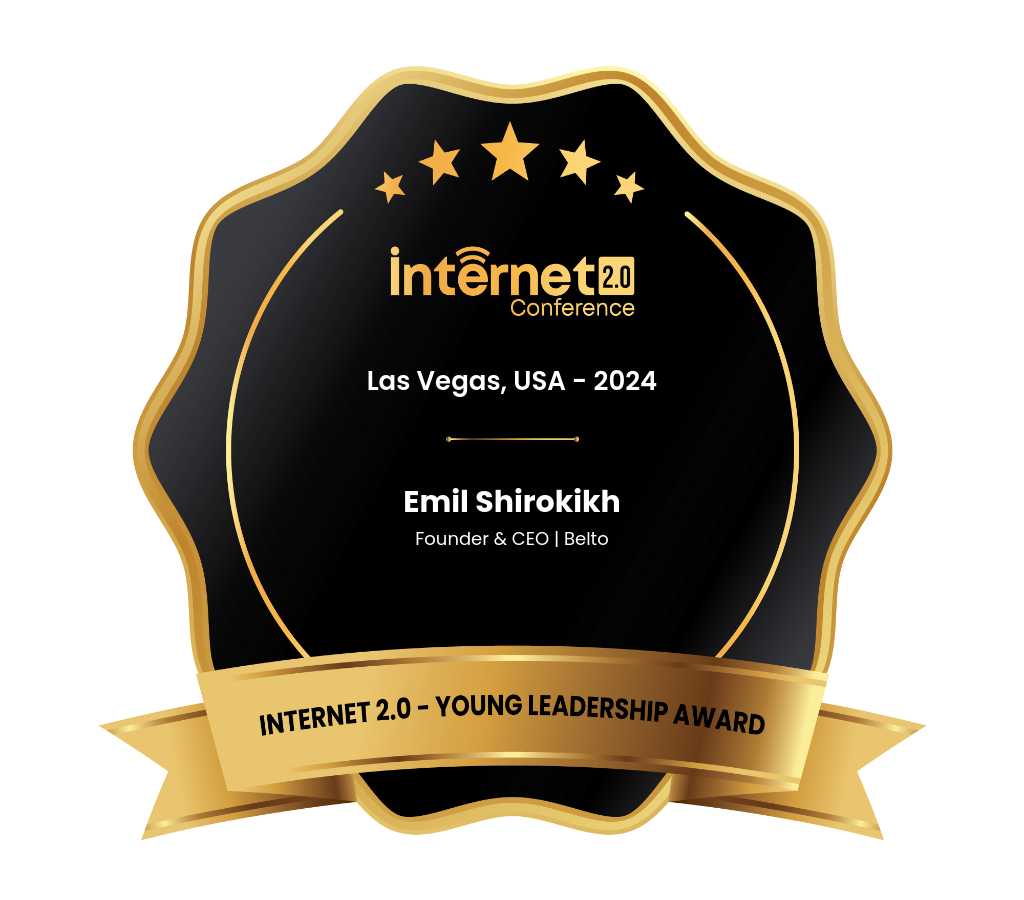 internet 2.0
Conference
Las Vegas, USA - 2024
Emil Shirokikh
Founder & CEO | Belto
INTERNET 2.0 - YOUNG LEADERSHIP AWARD